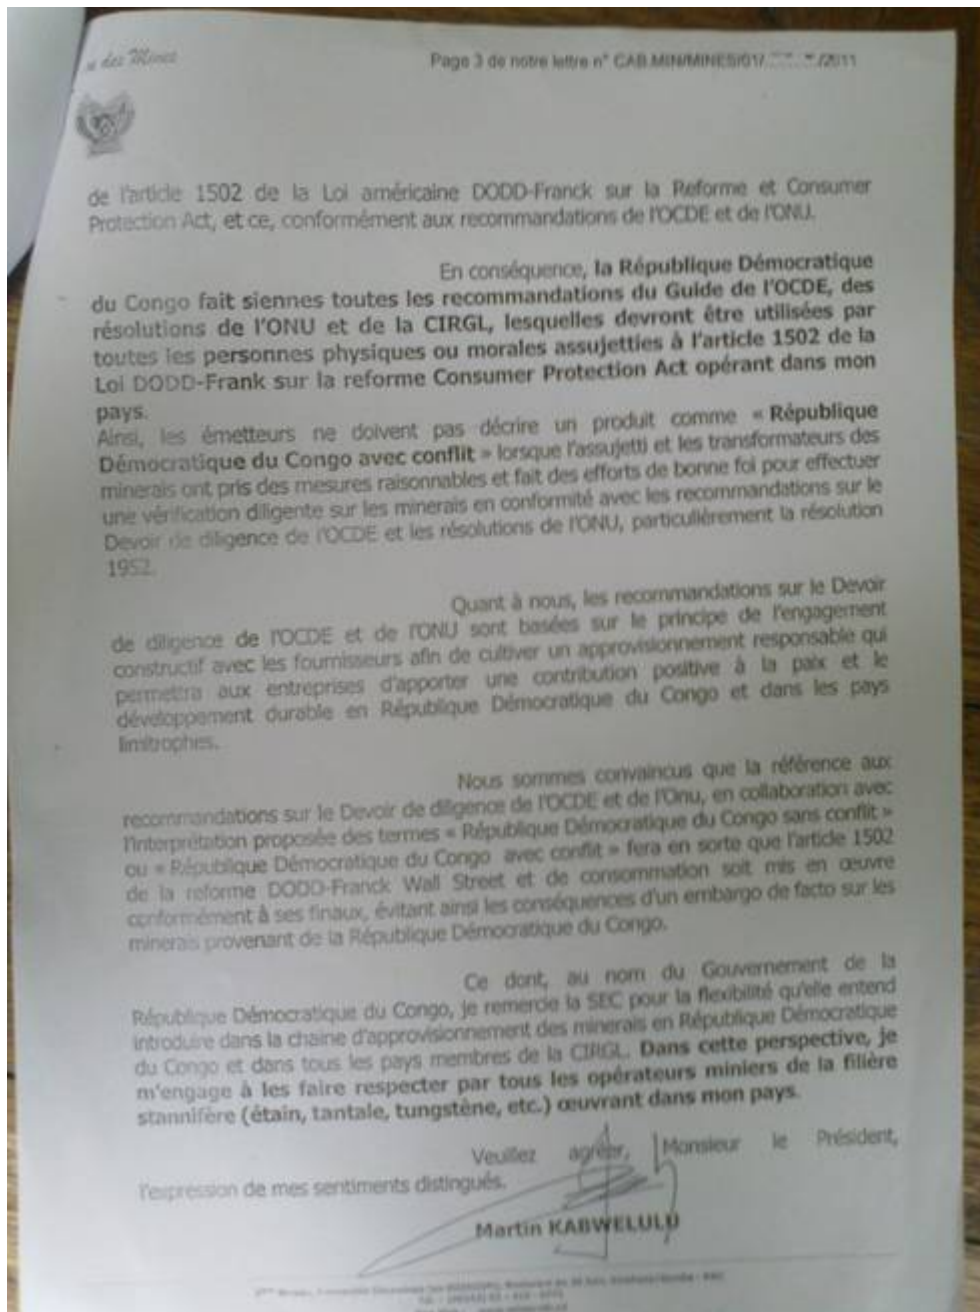 des Mines
Page 3 de notre lettre n° CAB.MIN/MINES/01/ /2011
de l'article 1502 de la Loi américaine DODD-Franck sur la Reforme et Consumer
Protection Act, et ce, conformément aux recommandations de l'OCDE et de l'ONU.
En conséquence, la République Démocratique
du Congo fait siennes toutes les recommandations du Guide de l'OCDE, des
résolutions de l'ONU et de la CIRGL, lesquelles devront être utilisées par
toutes les personnes physiques ou morales assujetties à l'article 1502 de la
Loi DODD-Frank sur la reforme Consumer Protection Act opérant dans mon
pays.
Ainsi, les émetteurs ne doivent pas décrire un produit comme « République
Démocratique du Congo avec conflit » lorsque l'assujetti et les transformateurs des
minerais ont pris des mesures raisonnables et fait des efforts de bonne foi pour effectuer
une vérification diligente sur les minerais en conformité avec les recommandations sur le
Devoir de diligence de l'OCDE et les résolutions de l'ONU, particulièrement la résolution
1952.
Quant à nous, les recommandations sur le Devoir
de diligence de l'OCDE et de l'ONU sont basées sur le principe de l'engagement
constructif avec les fournisseurs afin de cultiver un approvisionnement responsable qui
permettra aux entreprises d'apporter une contribution positive à la paix et le
développement durable en République Démocratique du Congo et dans les pays
limitrophes.
Nous sommes convaincus que la référence aux
recommandations sur le Devoir de diligence de l'OCDE et de l'Onu, en collaboration avec
l'interprétation proposée des termes « République Démocratique du Congo sans conflit »
ou « République Démocratique du Congo avec conflit » fera en sorte que l'article 1502
de la reforme DODD-Franck Wall Street et de consommation soit mis en œuvre
conformément à ses finaux, évitant ainsi les conséquences d'un embargo de facto sur les
minerais provenant de la République Démocratique du Congo.
Ce dont, au nom du Gouvernement de la
République Démocratique du Congo, je remercie la SEC pour la flexibilité qu'elle entend
introduire dans la chaine d'approvisionnement des minerais en République Démocratique
du Congo et dans tous les pays membres de la CIRGL. Dans cette perspective, je
m'engage à les faire respecter par tous les opérateurs miniers de la filière
stannifère (étain, tantale, tungstène, etc.) œuvrant dans mon pays.
Veuillez agréer, Monsieur le Président,
l'expression de mes sentiments distingués.
Martin KABWELULU